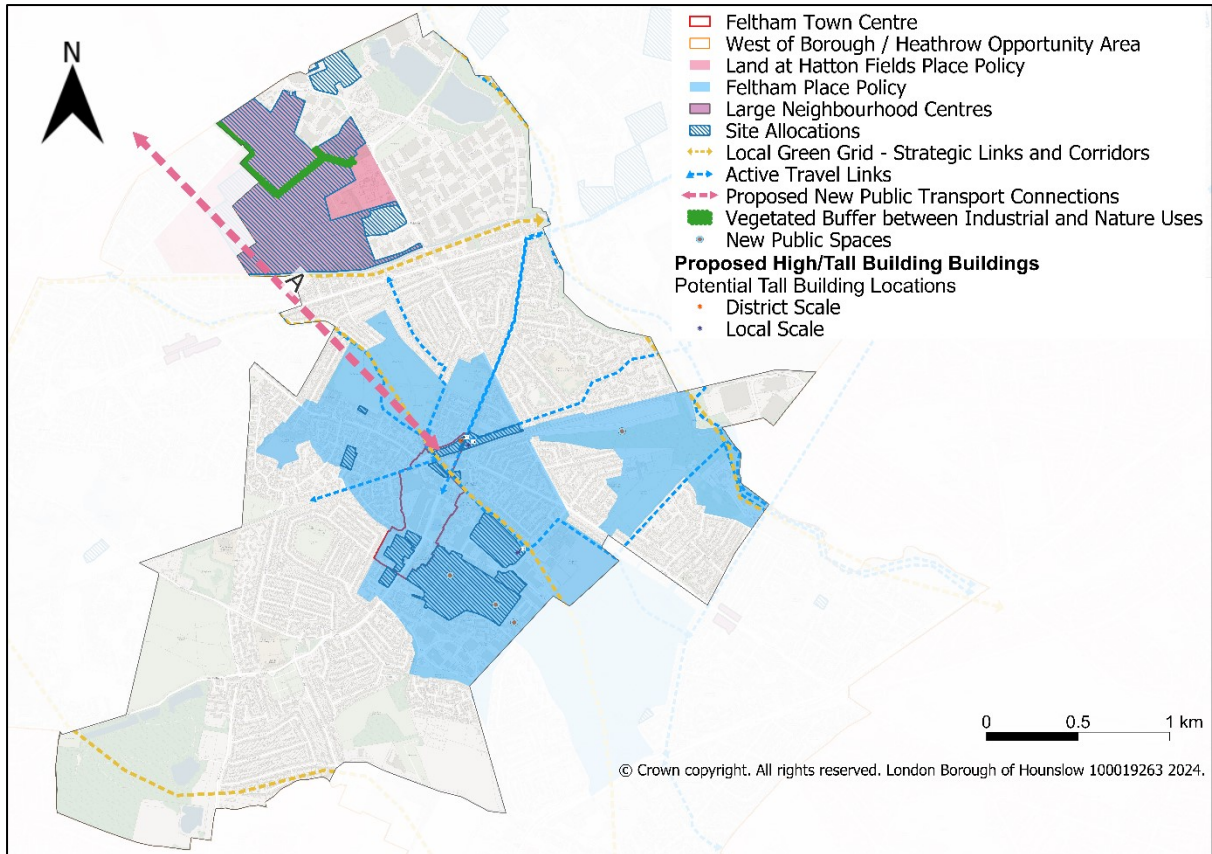 N
Feltham Town Centre
West of Borough / Heathrow Opportunity Area
Land at Hatton Fields Place Policy
Feltham Place Policy
Large Neighbourhood Centres
Site Allocations
Local Green Grid - Strategic Links and Corridors
Active Travel Links
Proposed New Public Transport Connections
Vegetated Buffer between Industrial and Nature Uses
New Public Spaces
Proposed High/Tall Building Buildings
Potential Tall Building Locations
District Scale
Local Scale
A
0 0.5 1 km
© Crown copyright. All rights reserved. London Borough of Hounslow 100019263 2024.